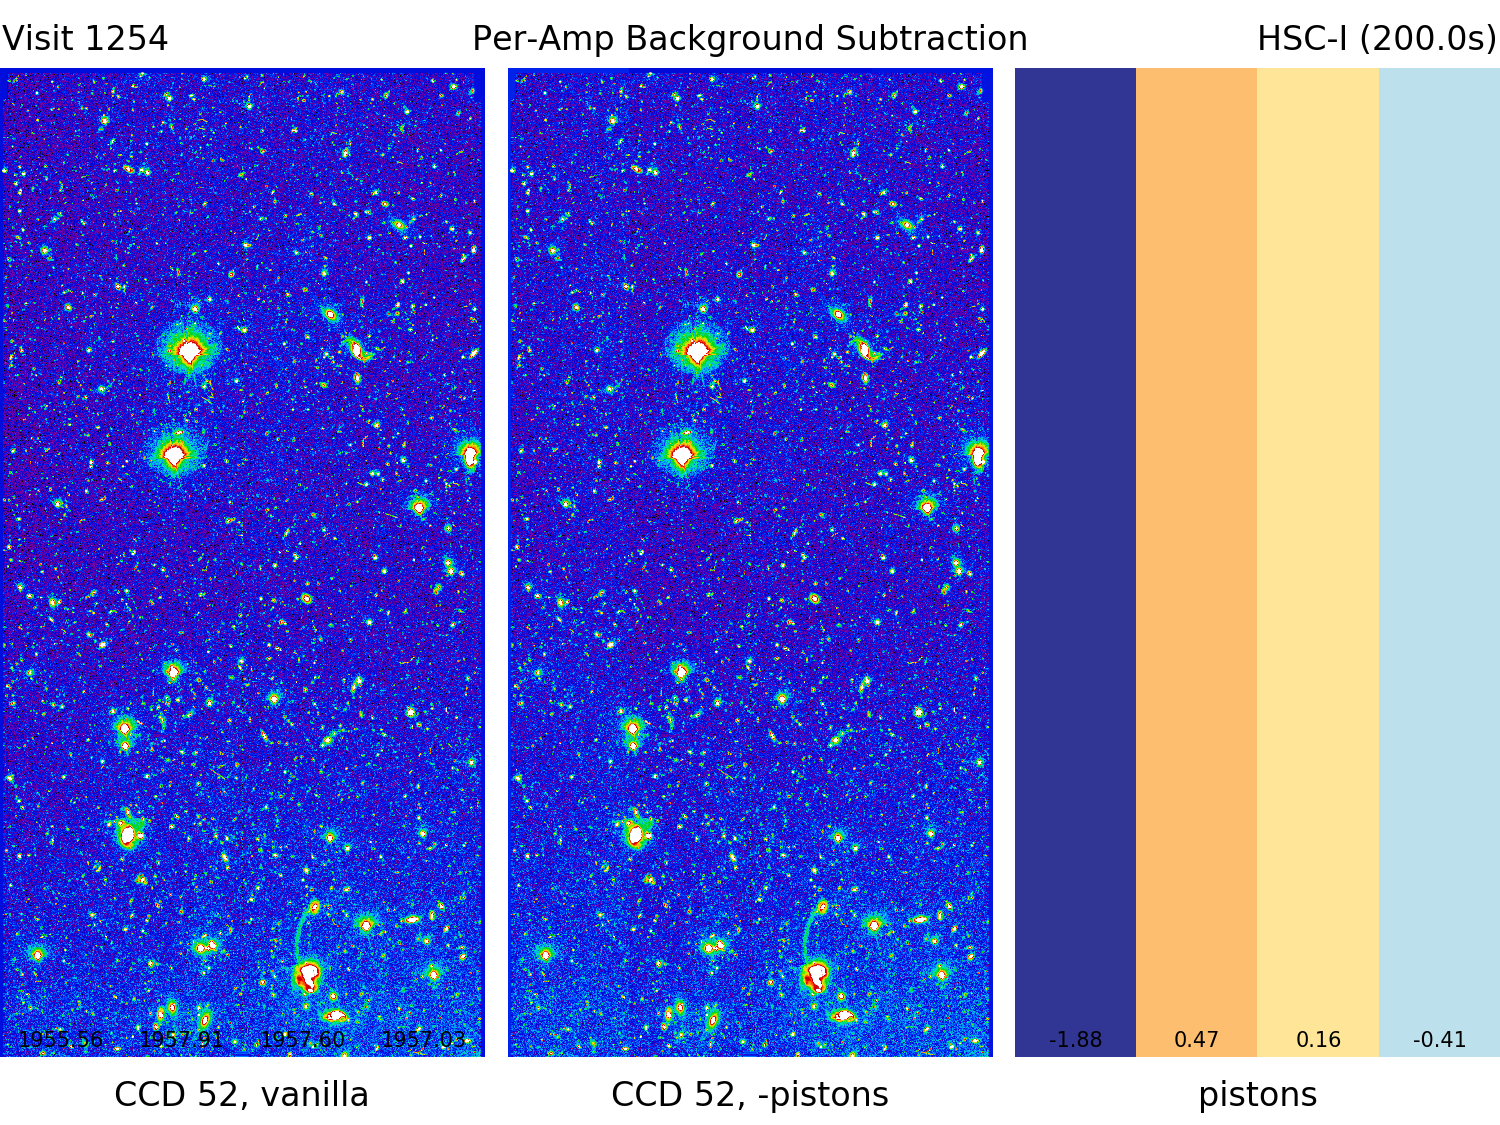 Visit 1254 Per-Amp Background Subtraction HSC-I (200.0s)
1955.56 1957.91 1957.60 1957.03 -1.88 0.47 0.16 -0.41
CCD 52, vanilla CCD 52, -pistons pistons